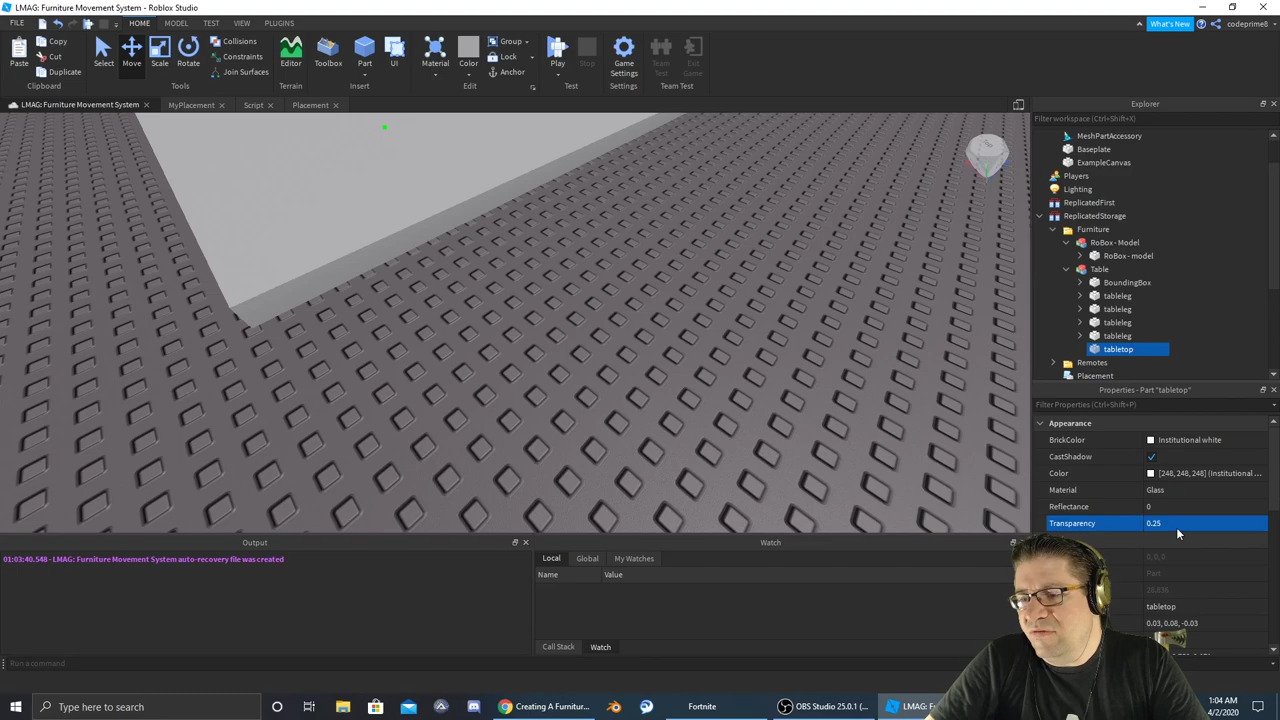 LMAG: Furniture Movement System - Roblox Studio
FILE HOME MODEL TEST VIEW PLUGINS What's New codeprime8
Paste Copy Cut Duplicate Select Move Scale Rotate Collisions Constraints Join Surfaces Editor Toolbox Part UI Material Color Group Lock Anchor Play Stop Game Settings Team Test Exit Game
Clipboard Tools Terrain Insert Edit Test Settings Team Test
LMAG: Furniture Movement System MyPlacement Script Placement
Explorer
Filter workspace (Ctrl+Shift+X)
MeshPartAccessory
Baseplate
ExampleCanvas
Players
Lighting
ReplicatedFirst
ReplicatedStorage
Furniture
RoBox - Model
RoBox - model
Table
BoundingBox
tableleg
tableleg
tableleg
tableleg
tabletop
Remotes
Placement
Properties - Part "tabletop"
Filter Properties (Ctrl+Shift+P)
Appearance
BrickColor Institutional white
CastShadow
Color [248, 248, 248] (Institutional ...
Material Glass
Reflectance 0
Transparency 0.25
0, 0, 0
Part
tabletop
0.03, 0.08, -0.03
Output
01:03:40.548 - LMAG: Furniture Movement System auto-recovery file was created
Watch
Local Global My Watches
Name Value
Call Stack Watch
Run a command
Type here to search
Creating A Furnitur...
Fortnite
OBS Studio 25.0.1 (...
LMAG: Fu
1:04 AM
4/2/2020